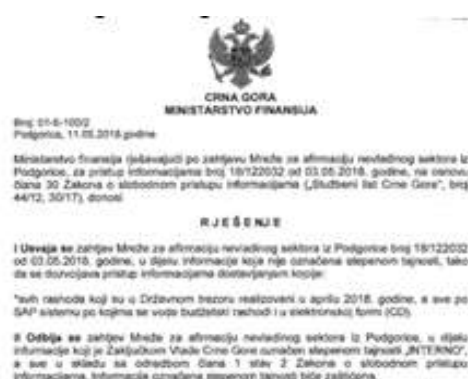 CRNA GORA
MINISTARSTVO FINANSIJA
Broj: 01-6-100/2
Podgorica, 11.05.2018.godine
Ministarstvo finansija rješavajući po zahtjevu Mreže za afirmaciju nevladinog sektora iz
Podgorice, za pristup informacijama broj 18/122032 od 03.05.2018. godine, na osnovu
člana 30 Zakona o slobodnom pristupu informacijama („Službeni list Crne Gore", broj
44/12, 30/17), donosi
R J E Š E NJ E
I Usvaja se zahtjev Mreže za afirmaciju nevladinog sektora iz Podgorice broj 18/122032
od 03.05.2018. godine, u dijelu informacije koja nije označena stepenom tajnosti, tako
da se dozvoljava pristup informacijama dostavljanjem kopije:
"svih rashoda koji su u Državnom trezoru realizovani u aprilu 2018. godine, a sve po
SAP sistemu po kojima se vode budžetski rashodi i u elektronskoj formi (CD).
II Odbija se zahtjev Mreže za afirmaciju nevladinog sektora iz Podgorice, u dijelu
informacije koji je Zaključkom Vlade Crne Gore označen stepenom tajnosti „INTERNO",
a sve u skladu sa odredbom člana 1 stav 2 Zakona o slobodnom pristupu
informacijama. Informacija označena stepenom tajnosti biće zaštićena.